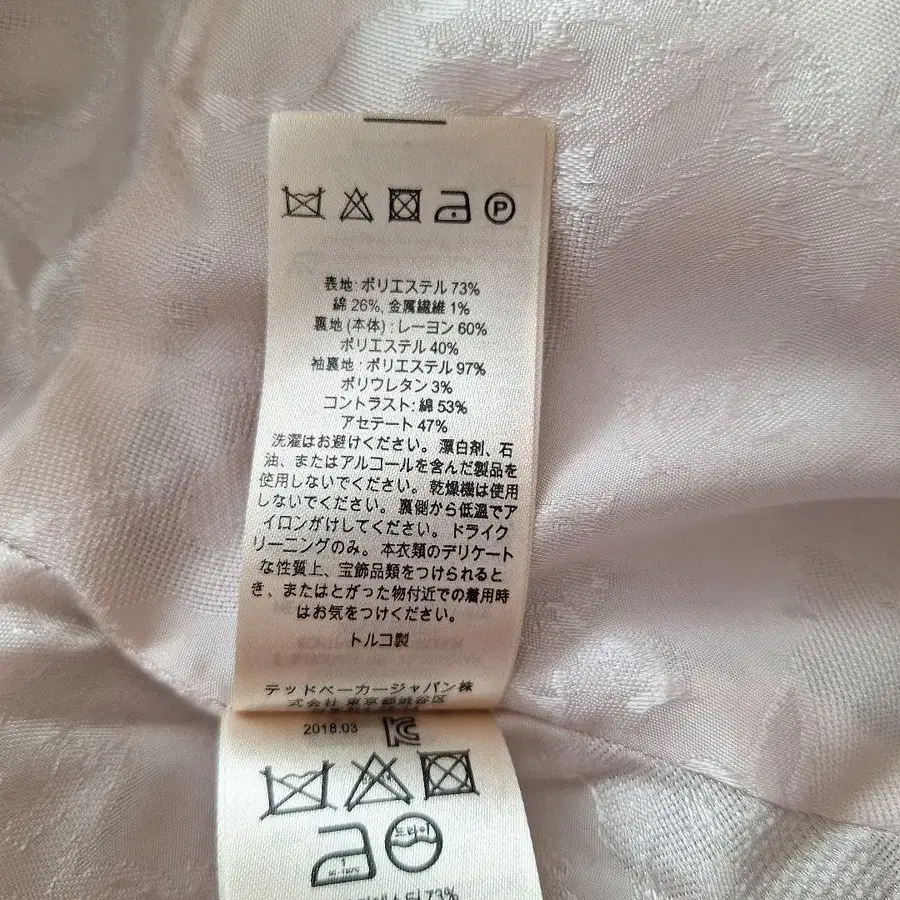 P
表地: ポリエステル 73%
綿 26%, 金属繊維 1%
裏地 (本体) : レーヨン 60%
ポリエステル 40%
袖裏地 : ポリエステル 97%
ポリウレタン 3%
コントラスト: 綿 53%
アセテート 47%
洗濯はお避けください。漂白剤、石
油、またはアルコールを含んだ製品を
使用しないでください。乾燥機は使用
しないでください。裏側から低温でア
イロンがけしてください。ドライク
リーニングのみ。本衣類のデリケート
な性質上、宝飾品類をつけられると
き、またはとがった物付近での着用時
はお気をつけください。
トルコ製
テッドベーカージャパン株
式会社 東京都渋谷区
2018.03
드라이
1
73%